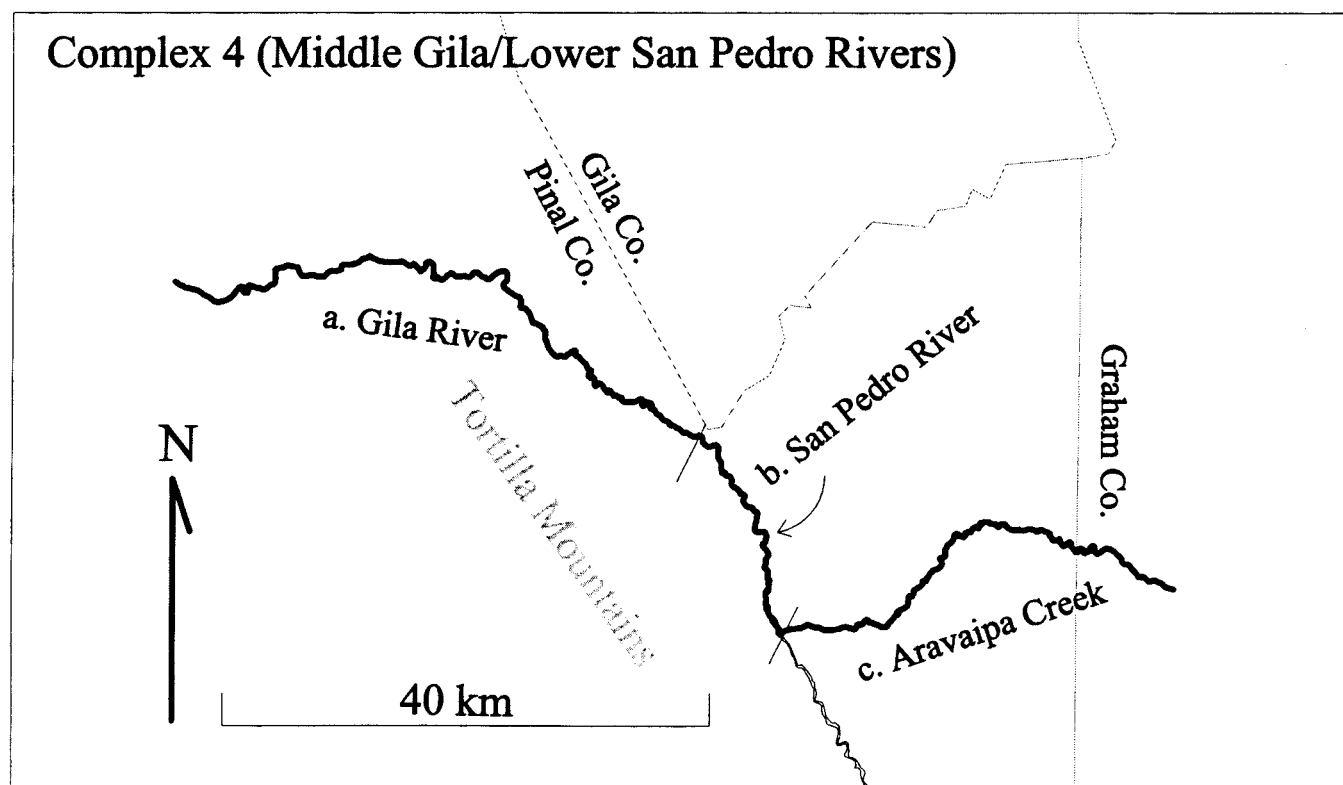 Complex 4 (Middle Gila/Lower San Pedro Rivers)
Gila Co.
Pinal Co.
a. Gila River
b. San Pedro River
Graham Co.
Tortilla Mountains
N
c. Aravaipa Creek
40 km